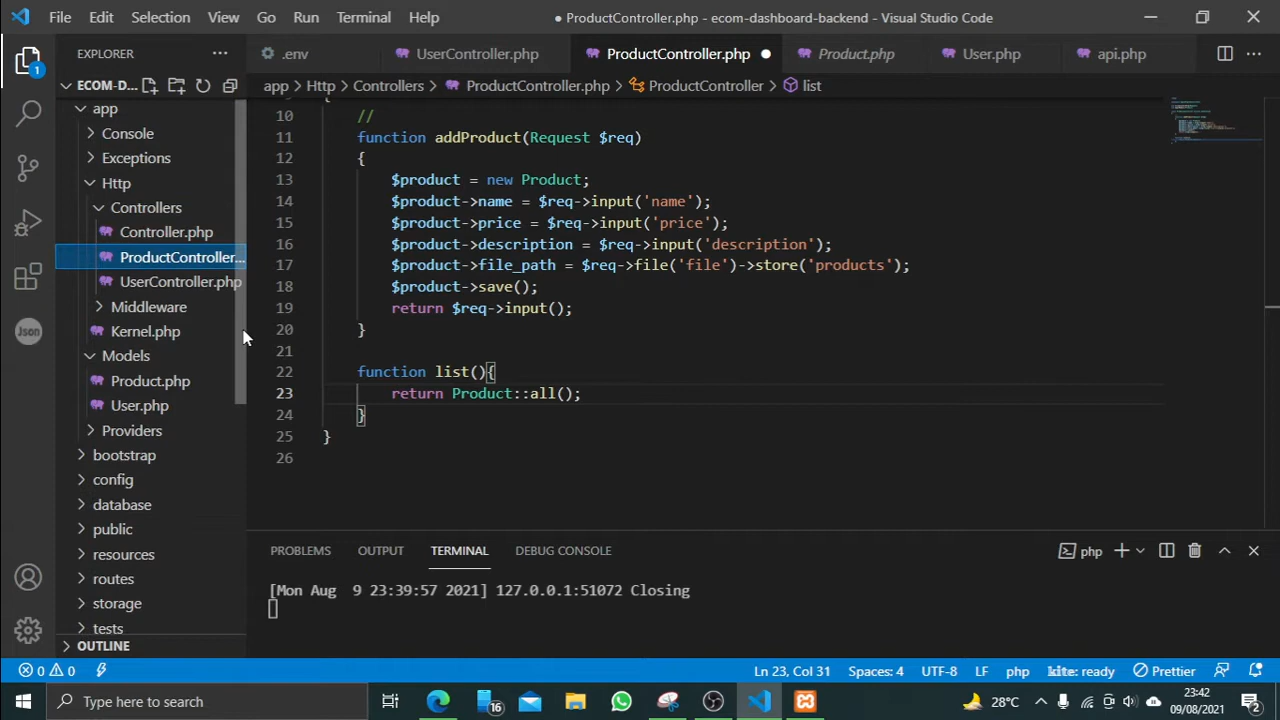 File Edit Selection View Go Run Terminal Help
● ProductController.php - ecom-dashboard-backend - Visual Studio Code
EXPLORER ···
.env
UserController.php
ProductController.php ●
Product.php
User.php
api.php
ECOM-D...
app > Http > Controllers > ProductController.php > ProductController > list
app
Console
Exceptions
Http
Controllers
Controller.php
ProductController...
UserController.php
Middleware
Kernel.php
Models
Product.php
User.php
Providers
bootstrap
config
database
public
resources
routes
storage
tests
OUTLINE
1
Json
10 //
11 function addProduct(Request $req)
12 {
13 $product = new Product;
14 $product->name = $req->input('name');
15 $product->price = $req->input('price');
16 $product->description = $req->input('description');
17 $product->file_path = $req->file('file')->store('products');
18 $product->save();
19 return $req->input();
20 }
21
22 function list(){
23 return Product::all();
24 }
25 }
26
PROBLEMS OUTPUT TERMINAL DEBUG CONSOLE
php
[Mon Aug  9 23:39:57 2021] 127.0.0.1:51072 Closing
0 0
Ln 23, Col 31 Spaces: 4 UTF-8 LF php kite: ready Prettier
Type here to search
16
28°C
23:42
09/08/2021
2